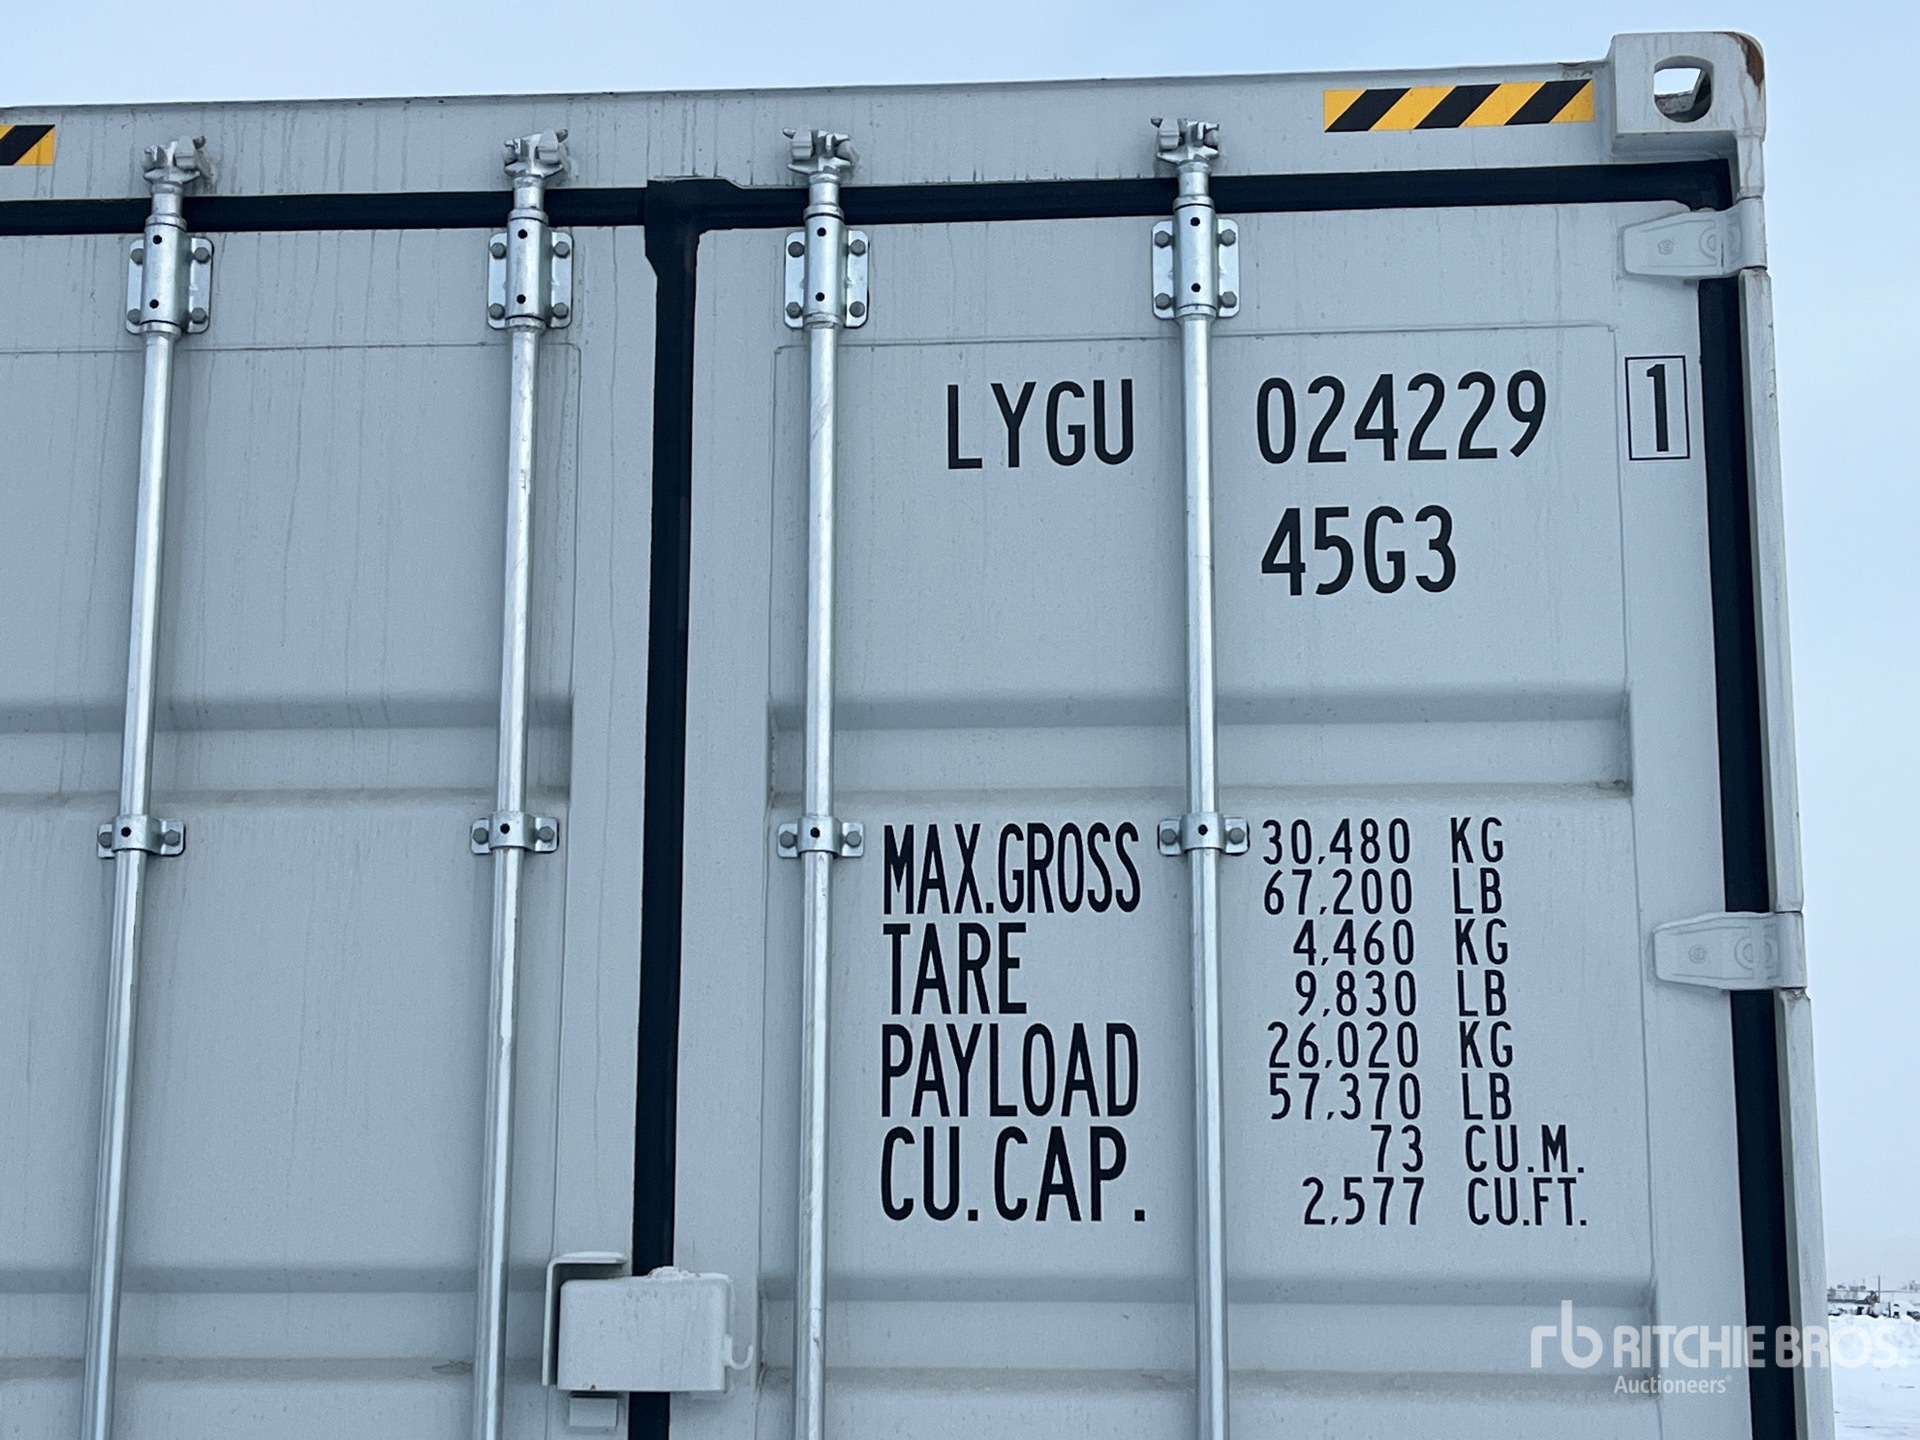 LYGU 024229 1
45G3
MAX.GROSS 30,480 KG
67,200 LB
TARE 4,460 KG
9,830 LB
PAYLOAD 26,020 KG
57,370 LB
CU.CAP. 73 CU.M.
2,577 CU.FT.
rb RITCHIE BROS.
Auctioneers